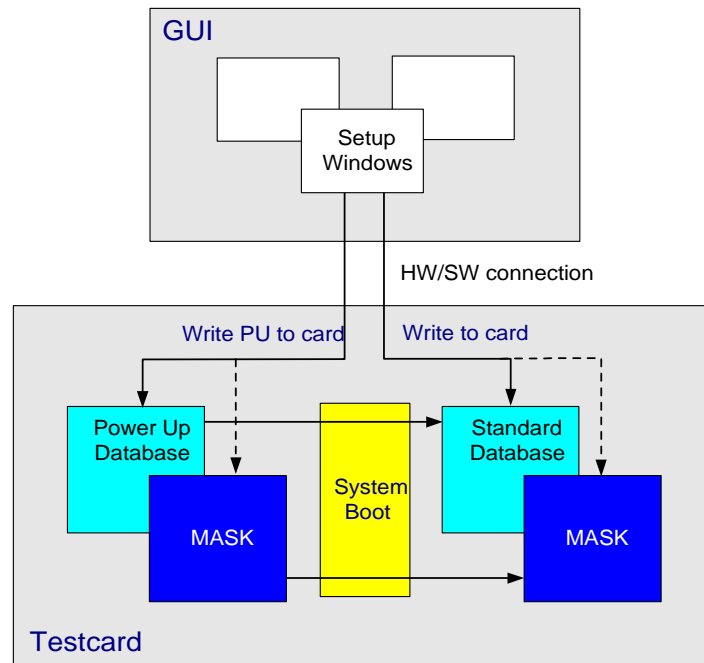 GUI
Setup
Windows
HW/SW connection
Write PU to card
Write to card
Power Up
Database
System
Boot
Standard
Database
MASK
MASK
Testcard